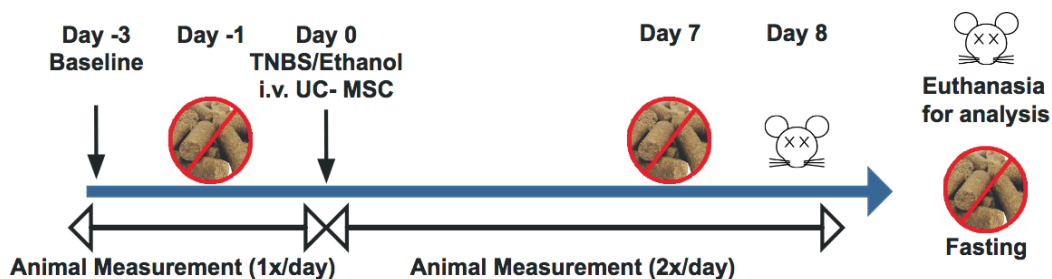 Day -3
Baseline
Day -1
Day 0
TNBS/Ethanol
i.v. UC- MSC
Day 7
Day 8
Euthanasia
for analysis
Fasting
Animal Measurement (1x/day)
Animal Measurement (2x/day)